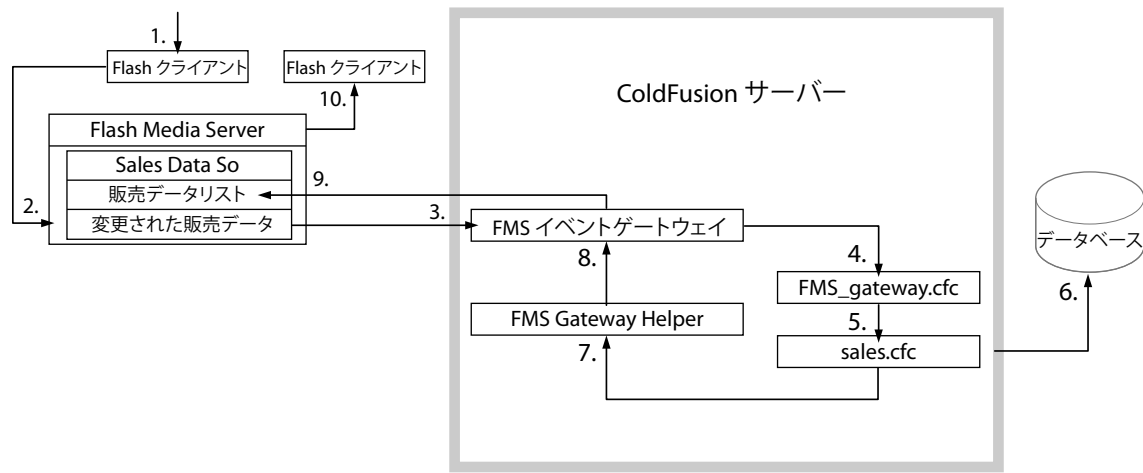 1.
Flash クライアント
Flash クライアント
10.
ColdFusion サーバー
Flash Media Server
Sales Data So
販売データリスト
変更された販売データ
2.
9.
3.
FMS イベントゲートウェイ
データベース
8.
4.
FMS_gateway.cfc
6.
FMS Gateway Helper
5.
sales.cfc
7.